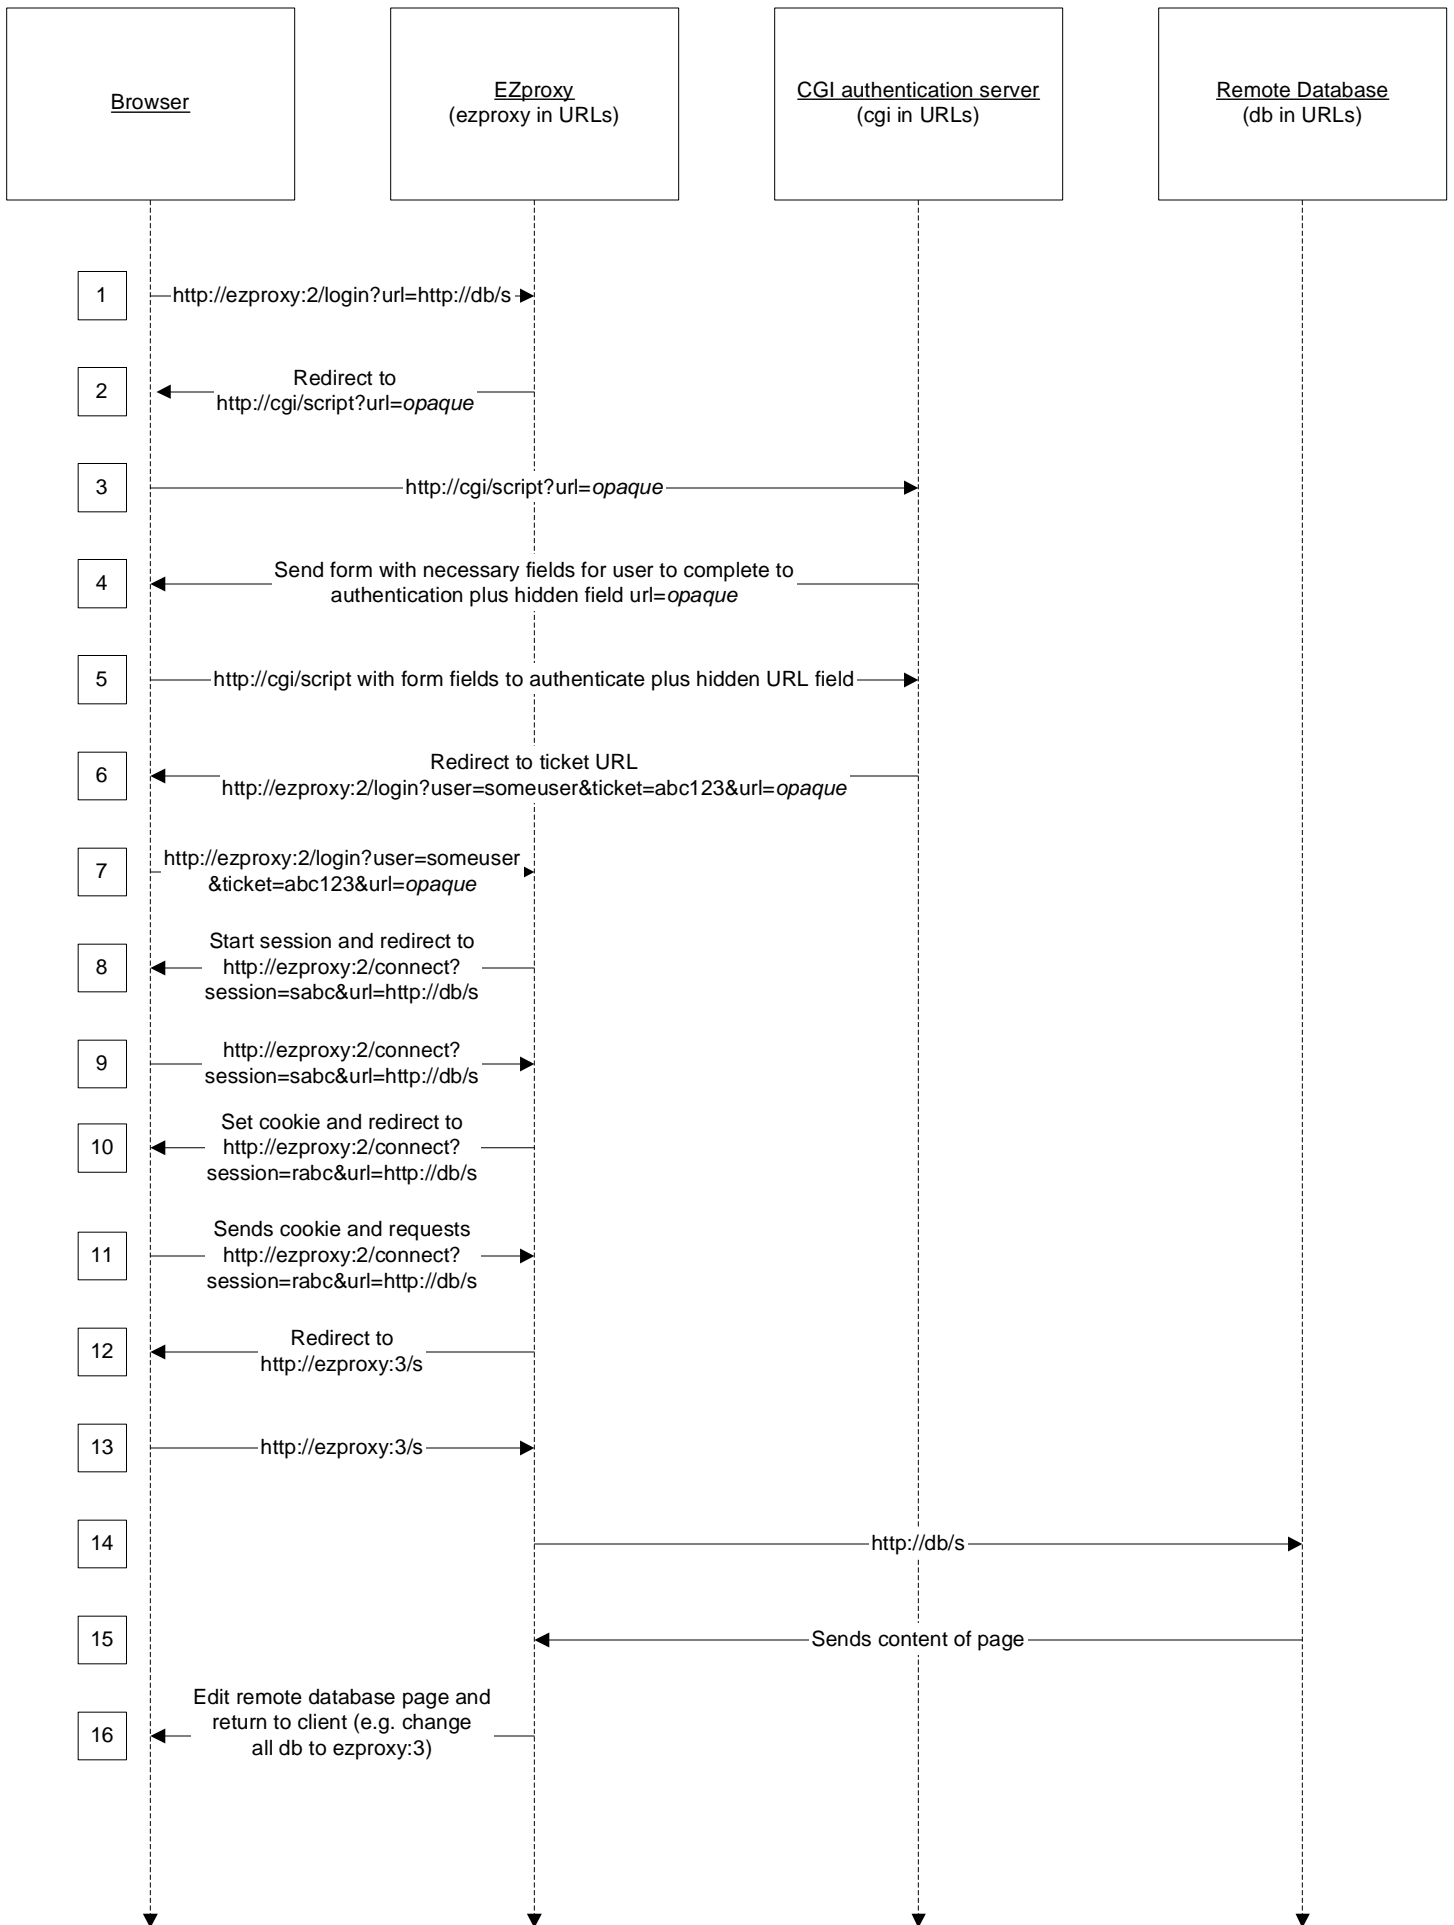 Browser
EZproxy
(ezproxy in URLs)
CGI authentication server
(cgi in URLs)
Remote Database
(db in URLs)
1
http://ezproxy:2/login?url=http://db/s
2
Redirect to
http://cgi/script?url=opaque
3
http://cgi/script?url=opaque
4
Send form with necessary fields for user to complete to
authentication plus hidden field url=opaque
5
http://cgi/script with form fields to authenticate plus hidden URL field
6
Redirect to ticket URL
http://ezproxy:2/login?user=someuser&ticket=abc123&url=opaque
7
http://ezproxy:2/login?user=someuser
&ticket=abc123&url=opaque
8
Start session and redirect to
http://ezproxy:2/connect?
session=sabc&url=http://db/s
9
http://ezproxy:2/connect?
session=sabc&url=http://db/s
10
Set cookie and redirect to
http://ezproxy:2/connect?
session=rabc&url=http://db/s
11
Sends cookie and requests
http://ezproxy:2/connect?
session=rabc&url=http://db/s
12
Redirect to
http://ezproxy:3/s
13
http://ezproxy:3/s
14
http://db/s
15
Sends content of page
16
Edit remote database page and
return to client (e.g. change
all db to ezproxy:3)